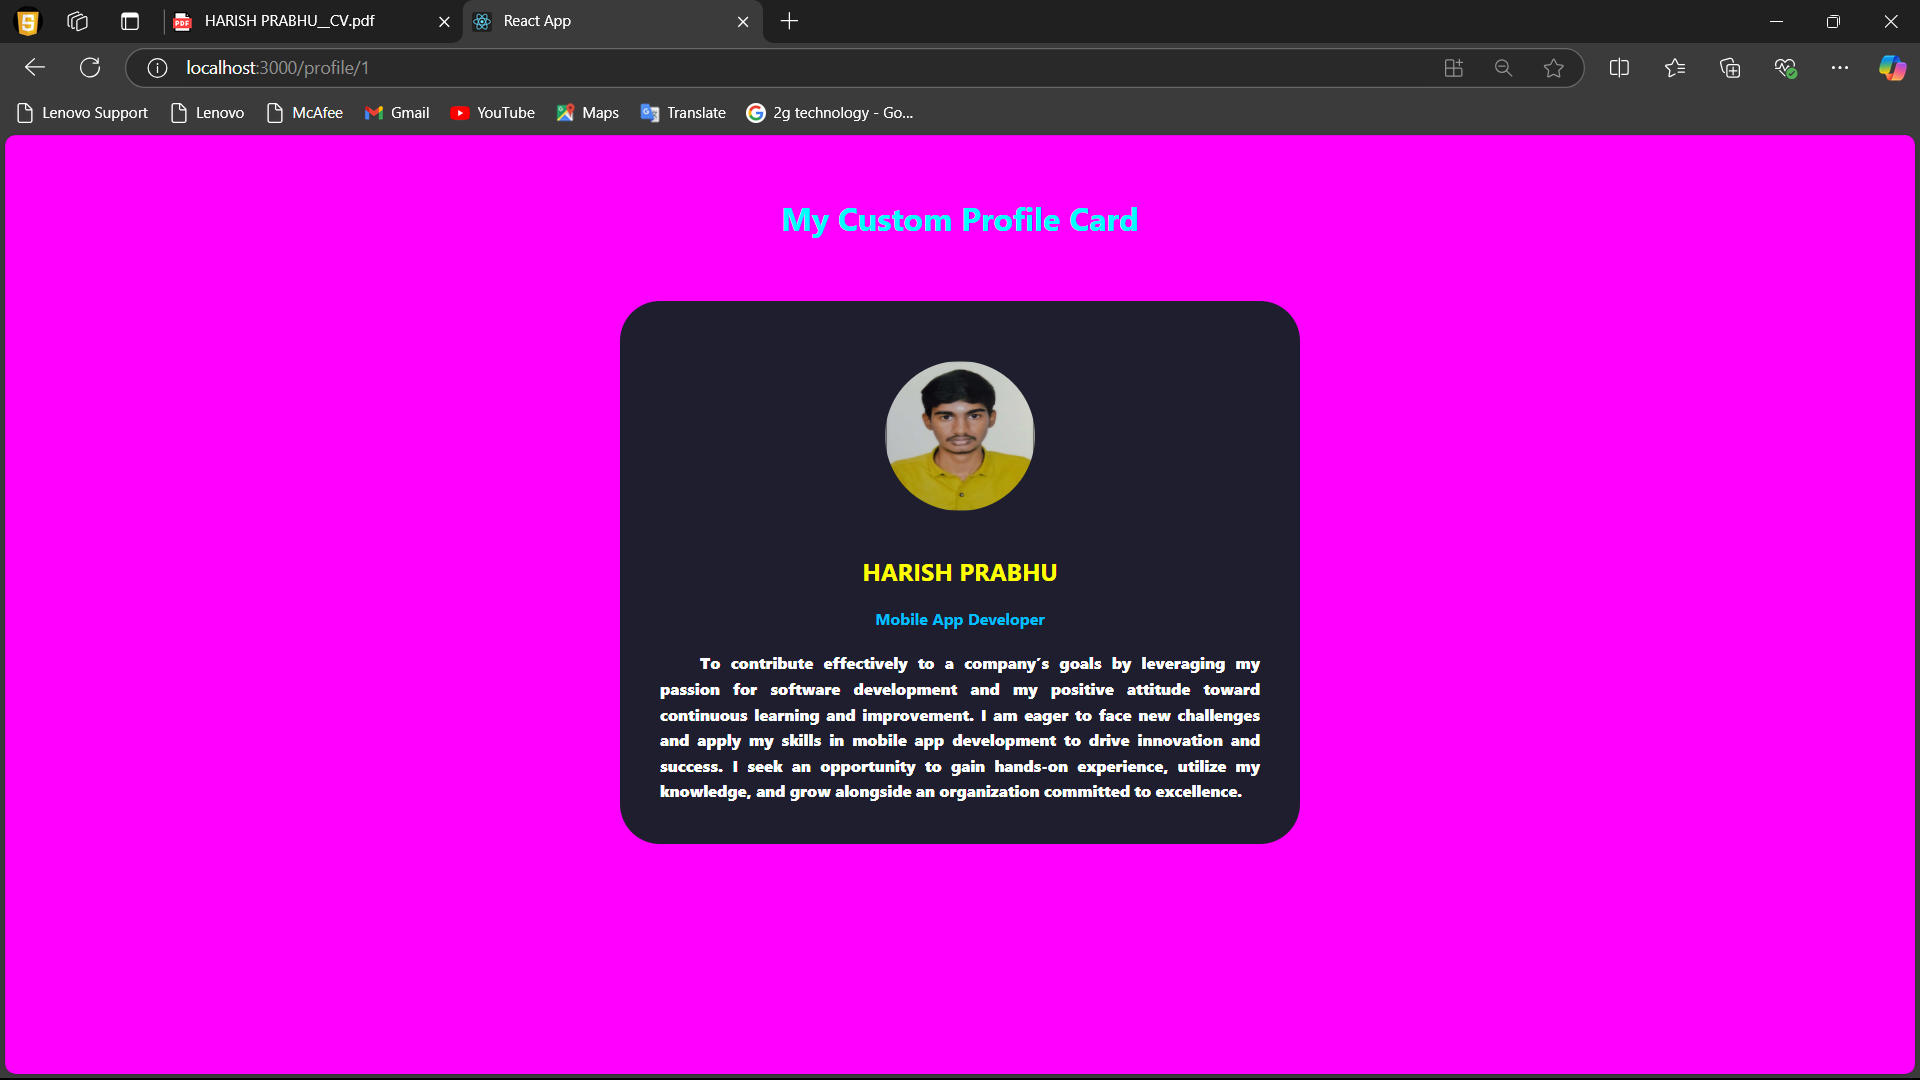 HARISH PRABHU__CV.pdf
React App
localhost:3000/profile/1
Lenovo Support
Lenovo
McAfee
Gmail
YouTube
Maps
Translate
2g technology - Go...
My Custom Profile Card
HARISH PRABHU
Mobile App Developer
To contribute effectively to a company's goals by leveraging my
passion for software development and my positive attitude toward
continuous learning and improvement. I am eager to face new challenges
and apply my skills in mobile app development to drive innovation and
success. I seek an opportunity to gain hands-on experience, utilize my
knowledge, and grow alongside an organization committed to excellence.